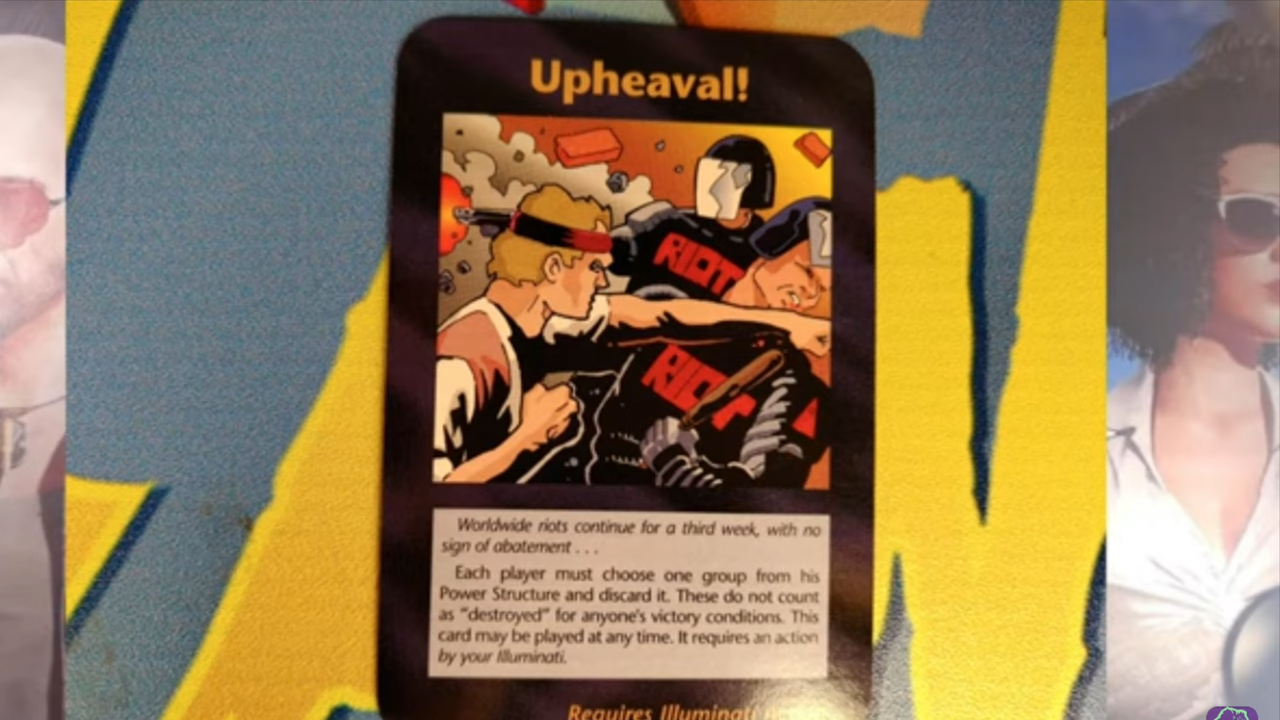 Upheaval!
RIOT
RIOT
Worldwide riots continue for a third week, with no
sign of abatement . . .
Each player must choose one group from his
Power Structure and discard it. These do not count
as "destroyed" for anyone's victory conditions. This
card may be played at any time. It requires an action
by your Illuminati.
Requires Illuminati